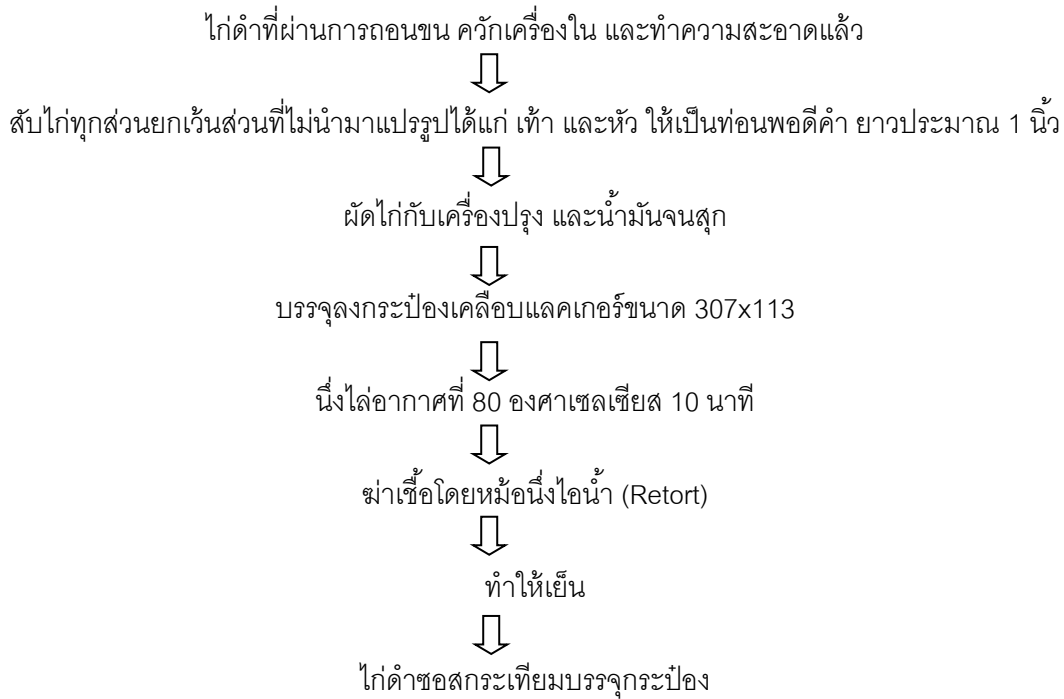 ไก่ดำที่ผ่านการถอนขน ควักเครื่องใน และทำความสะอาดแล้ว
สับไก่ทุกส่วนยกเว้นส่วนที่ไม่นำมาแปรรูปได้แก่ เท้า และหัว ให้เป็นท่อนพอดีคำ ยาวประมาณ 1 นิ้ว
ผัดไก่กับเครื่องปรุง และน้ำมันจนสุก
บรรจุลงกระป๋องเคลือบแลคเกอร์ขนาด 307x113
นึ่งไล่อากาศที่ 80 องศาเซลเซียส 10 นาที
ฆ่าเชื้อโดยหม้อนึ่งไอน้ำ (Retort)
ทำให้เย็น
ไก่ดำซอสกระเทียมบรรจุกระป๋อง